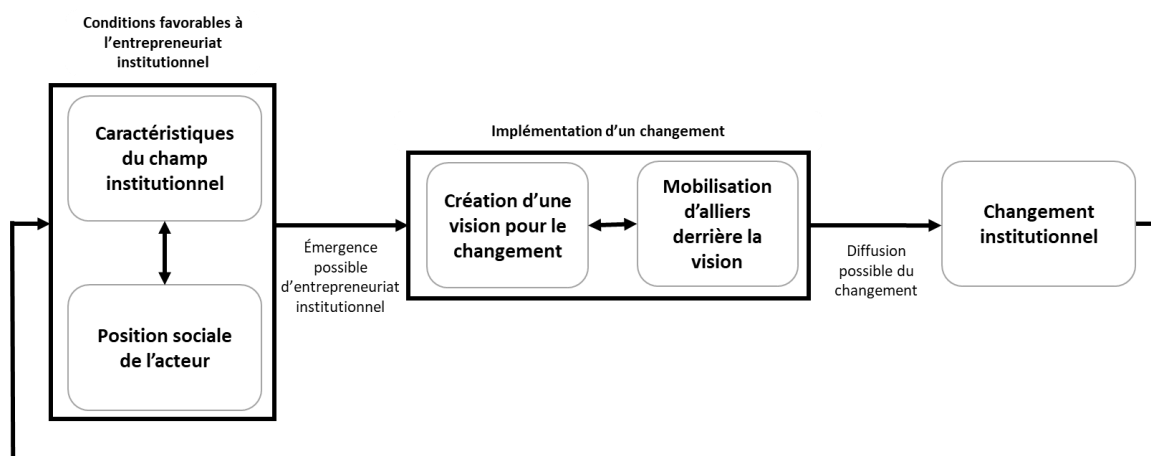 Conditions favorables à
l’entrepreneuriat
institutionnel
Caractéristiques
du champ
institutionnel
Position sociale
de l’acteur
Émergence
possible
d’entrepreneuriat
institutionnel
Implémentation d’un changement
Création d’une
vision pour le
changement
Mobilisation
d’alliers
derrière la
vision
Diffusion
possible du
changement
Changement
institutionnel